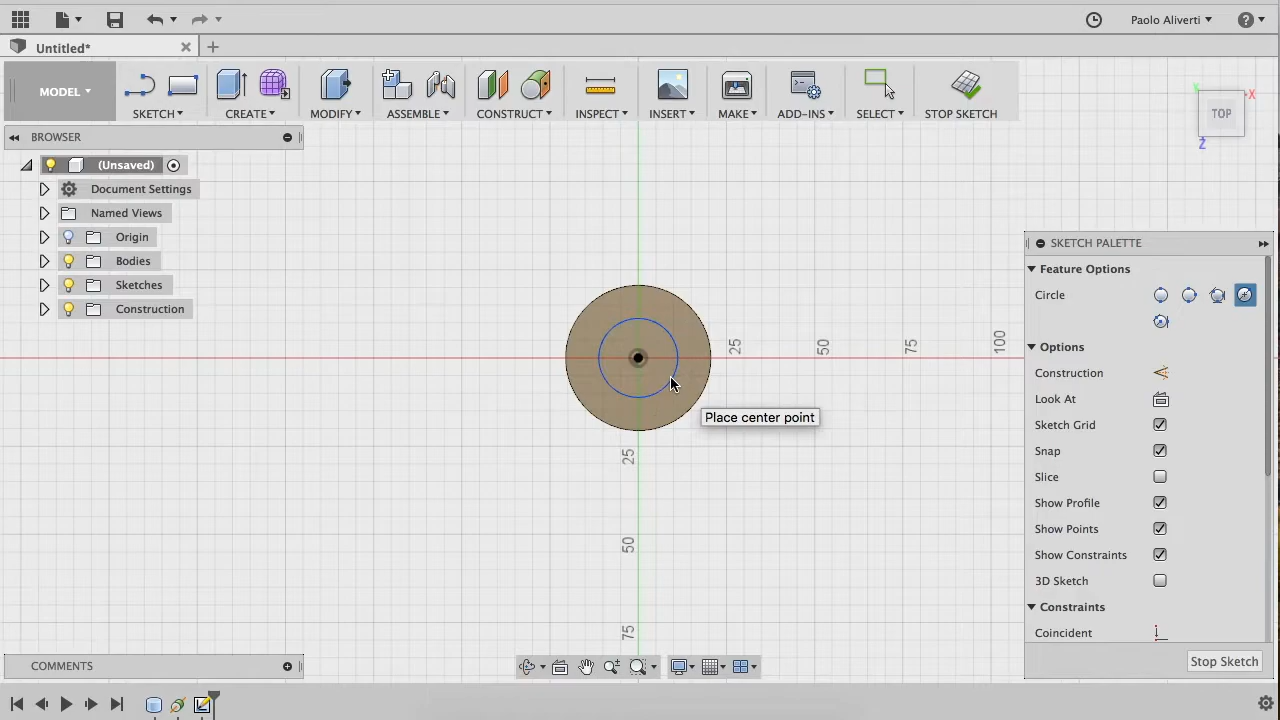 Paolo Aliverti
Untitled*
MODEL
SKETCH
CREATE
MODIFY
ASSEMBLE
CONSTRUCT
INSPECT
INSERT
MAKE
ADD-INS
SELECT
STOP SKETCH
TOP
X
Y
Z
BROWSER
(Unsaved)
Document Settings
Named Views
Origin
Bodies
Sketches
Construction
25
50
75
100
25
50
75
Place center point
SKETCH PALETTE
Feature Options
Circle
Options
Construction
Look At
Sketch Grid
Snap
Slice
Show Profile
Show Points
Show Constraints
3D Sketch
Constraints
Coincident
Stop Sketch
COMMENTS